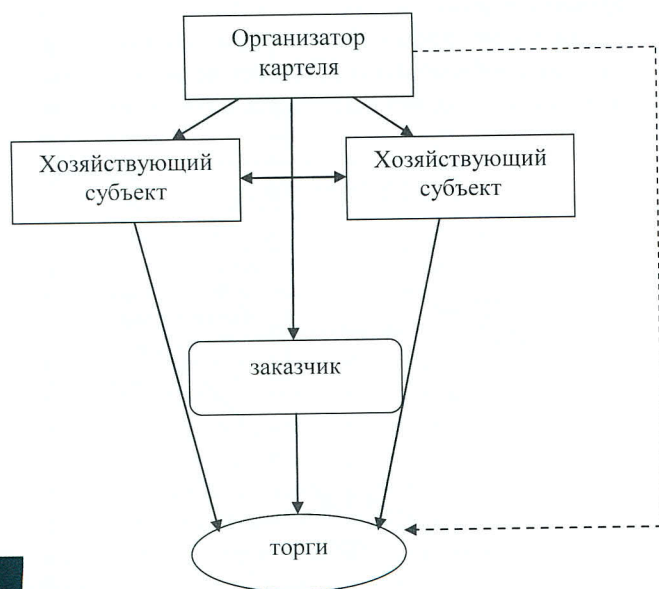 Организатор
картеля
Хозяйствующий
субъект
Хозяйствующий
субъект
заказчик
торги